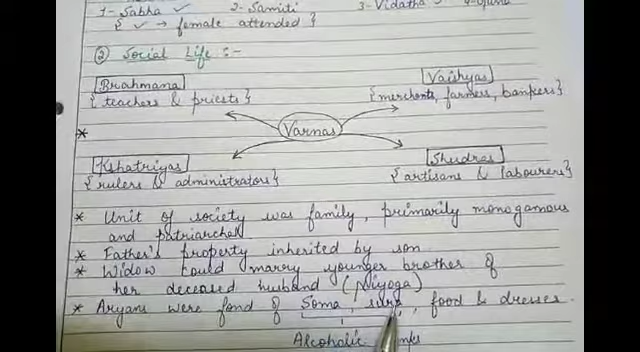 1- Sabha ✓ 2- Samiti 3- Vidatha
{ ✓ → female attended }
② Social Life :-
Brahmana
{teachers & priests}
Vaishyas
{merchants, farmers, bankers}
* Varnas
Kshatriyas
{rulers & administrators}
Shudras
{artisans & labourers}
* Unit of society was family, primarily monogamous
and patriarchal
* Father's property inherited by son
* Widow could marry younger brother of
her deceased husband (Niyoga)
* Aryans were fond of Soma, sura, food & dresses.
Alcoholic